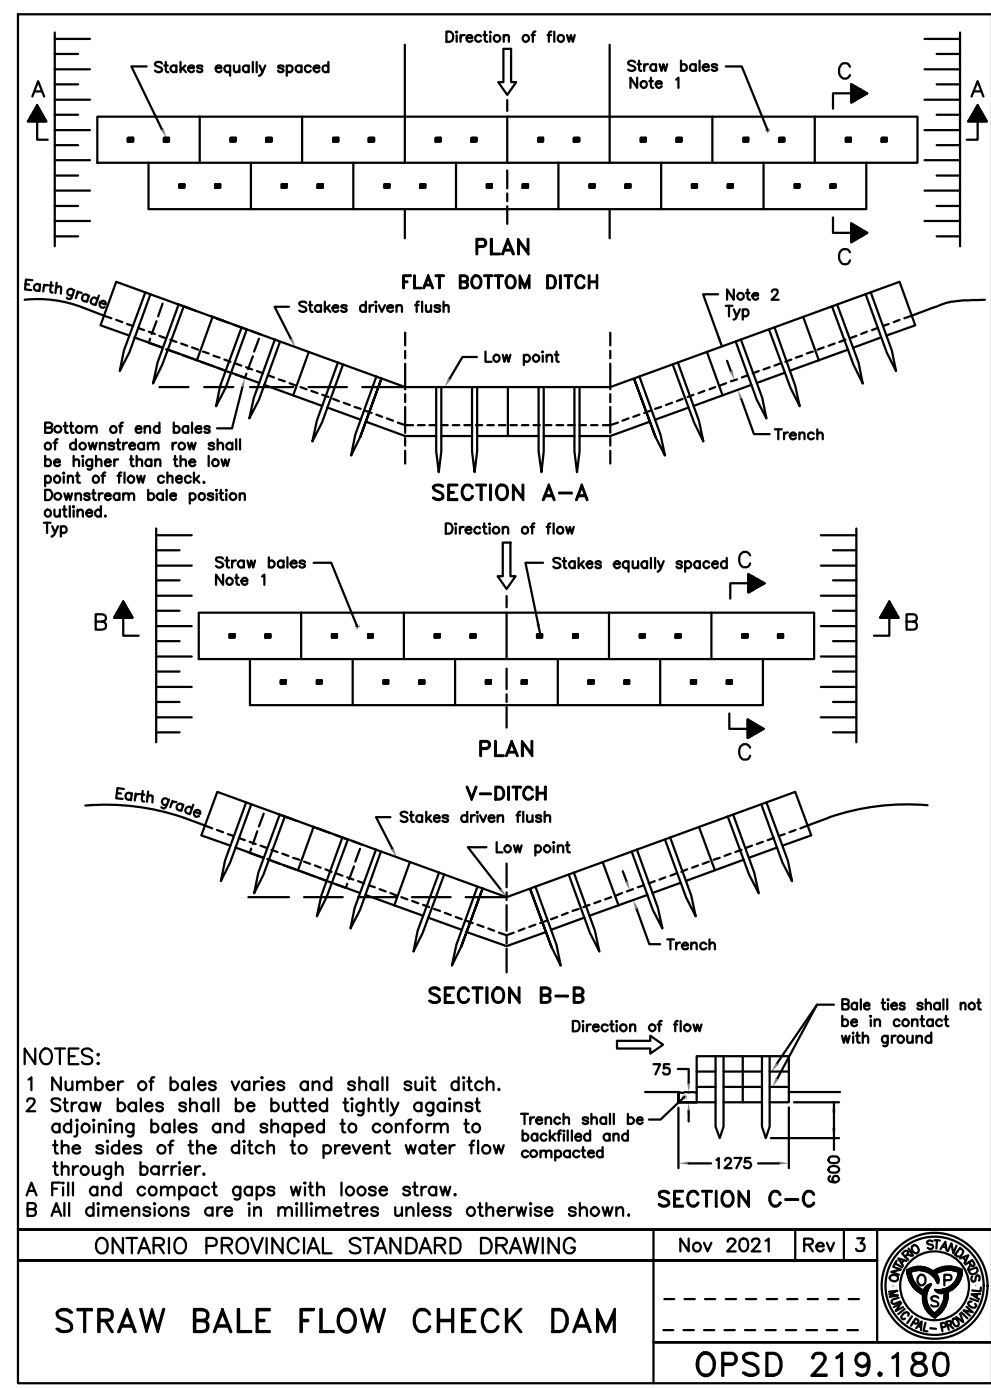 Direction of flow
Stakes equally spaced
Straw bales
Note 1
C
A
A
C
PLAN
FLAT BOTTOM DITCH
Earth grade
Stakes driven flush
Note 2
Typ
Low point
Bottom of end bales
of downstream row shall
be higher than the low
point of flow check.
Downstream bale position
outlined.
Typ
Trench
SECTION A-A
Direction of flow
Straw bales
Note 1
Stakes equally spaced
C
B
B
C
PLAN
V-DITCH
Earth grade
Stakes driven flush
Low point
Trench
SECTION B-B
Direction of flow
Bale ties shall not
be in contact
with ground
75
Trench shall be
backfilled and
compacted
1275
600
SECTION C-C
NOTES:
1 Number of bales varies and shall suit ditch.
2 Straw bales shall be butted tightly against
adjoining bales and shaped to conform to
the sides of the ditch to prevent water flow
through barrier.
A Fill and compact gaps with loose straw.
B All dimensions are in millimetres unless otherwise shown.
ONTARIO PROVINCIAL STANDARD DRAWING
Nov 2021 Rev 3
STRAW BALE FLOW CHECK DAM
ONTARIO STANDARDS
OPS
MUNICIPAL-PROVINCIAL
OPSD 219.180